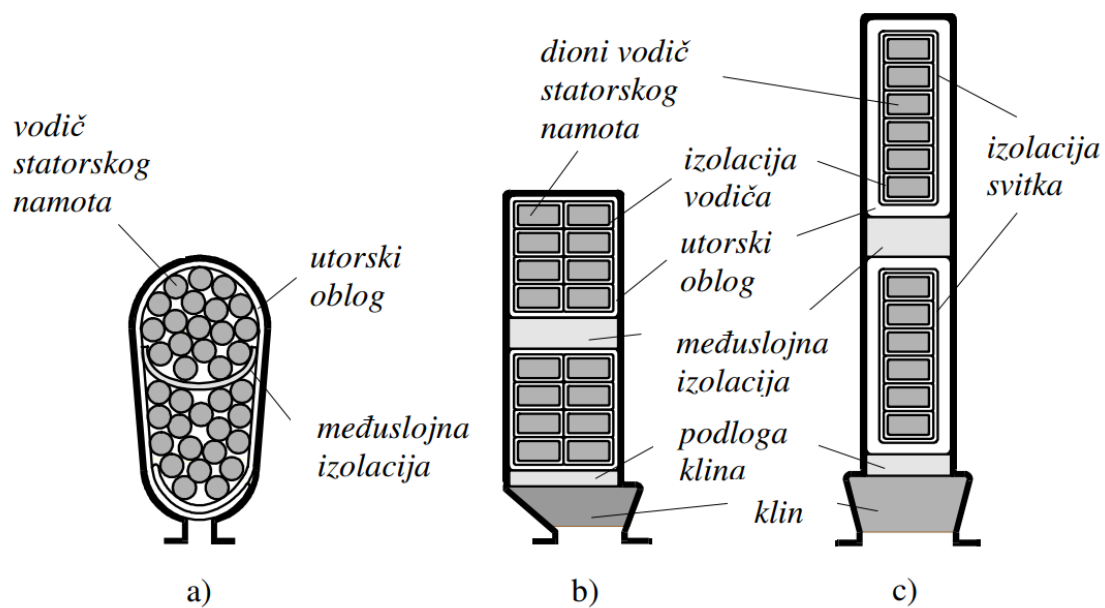 vodič
statorskog
namota
utorski
oblog
međuslojna
izolacija
a)
dioni vodič
statorskog
namota
izolacija
vodiča
utorski
oblog
međuslojna
izolacija
podloga
klina
klin
b)
izolacija
svitka
c)